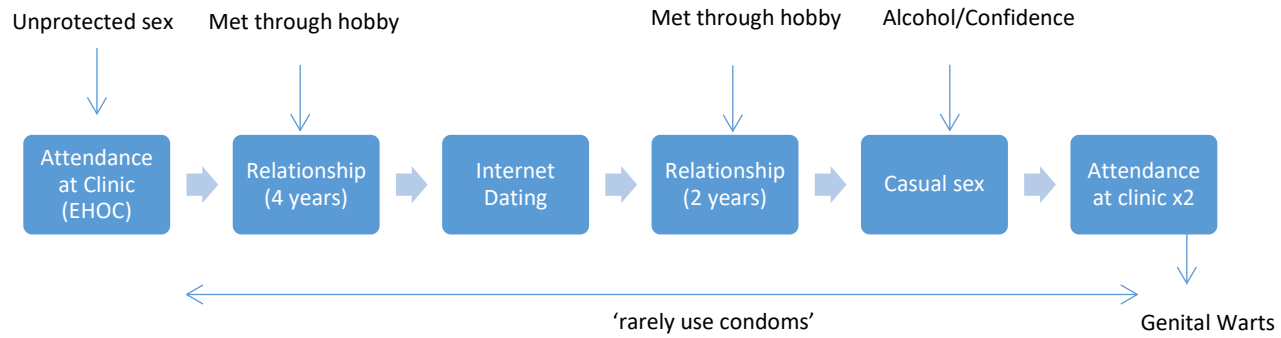 Unprotected sex
Met through hobby
Met through hobby
Alcohol/Confidence
Attendance
at Clinic
(EHOC)
Relationship
(4 years)
Internet
Dating
Relationship
(2 years)
Casual sex
Attendance
at clinic x2
‘rarely use condoms’
Genital Warts